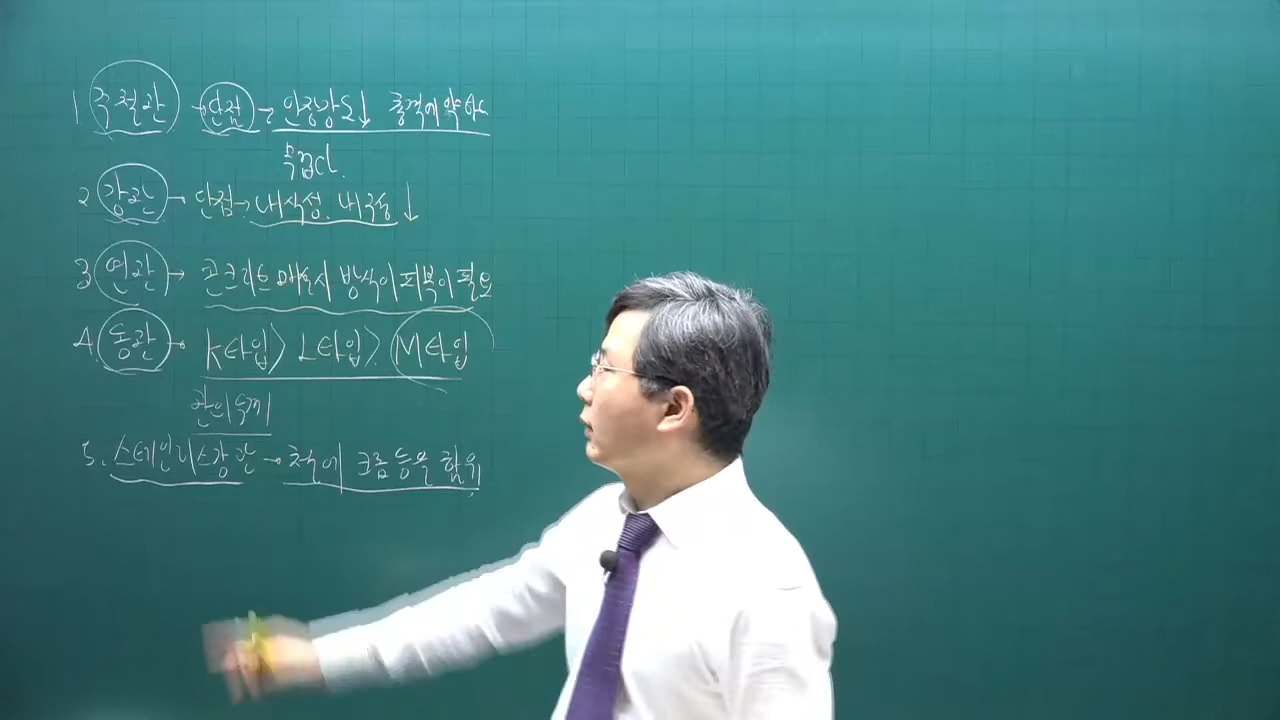 1 주철관 → 단점 → 인장강도↓ 충격에 약하다
무겁다.
2 강관 → 단점 → 내식성. 내구성 ↓
3 연관 → 콘크리트 매설시 방식이 피복이 필요
4. 동관 → K타입 > L타입 > M타입
관의 두께
5. 스테인리스강관 → 철에 크롬 등을 함유